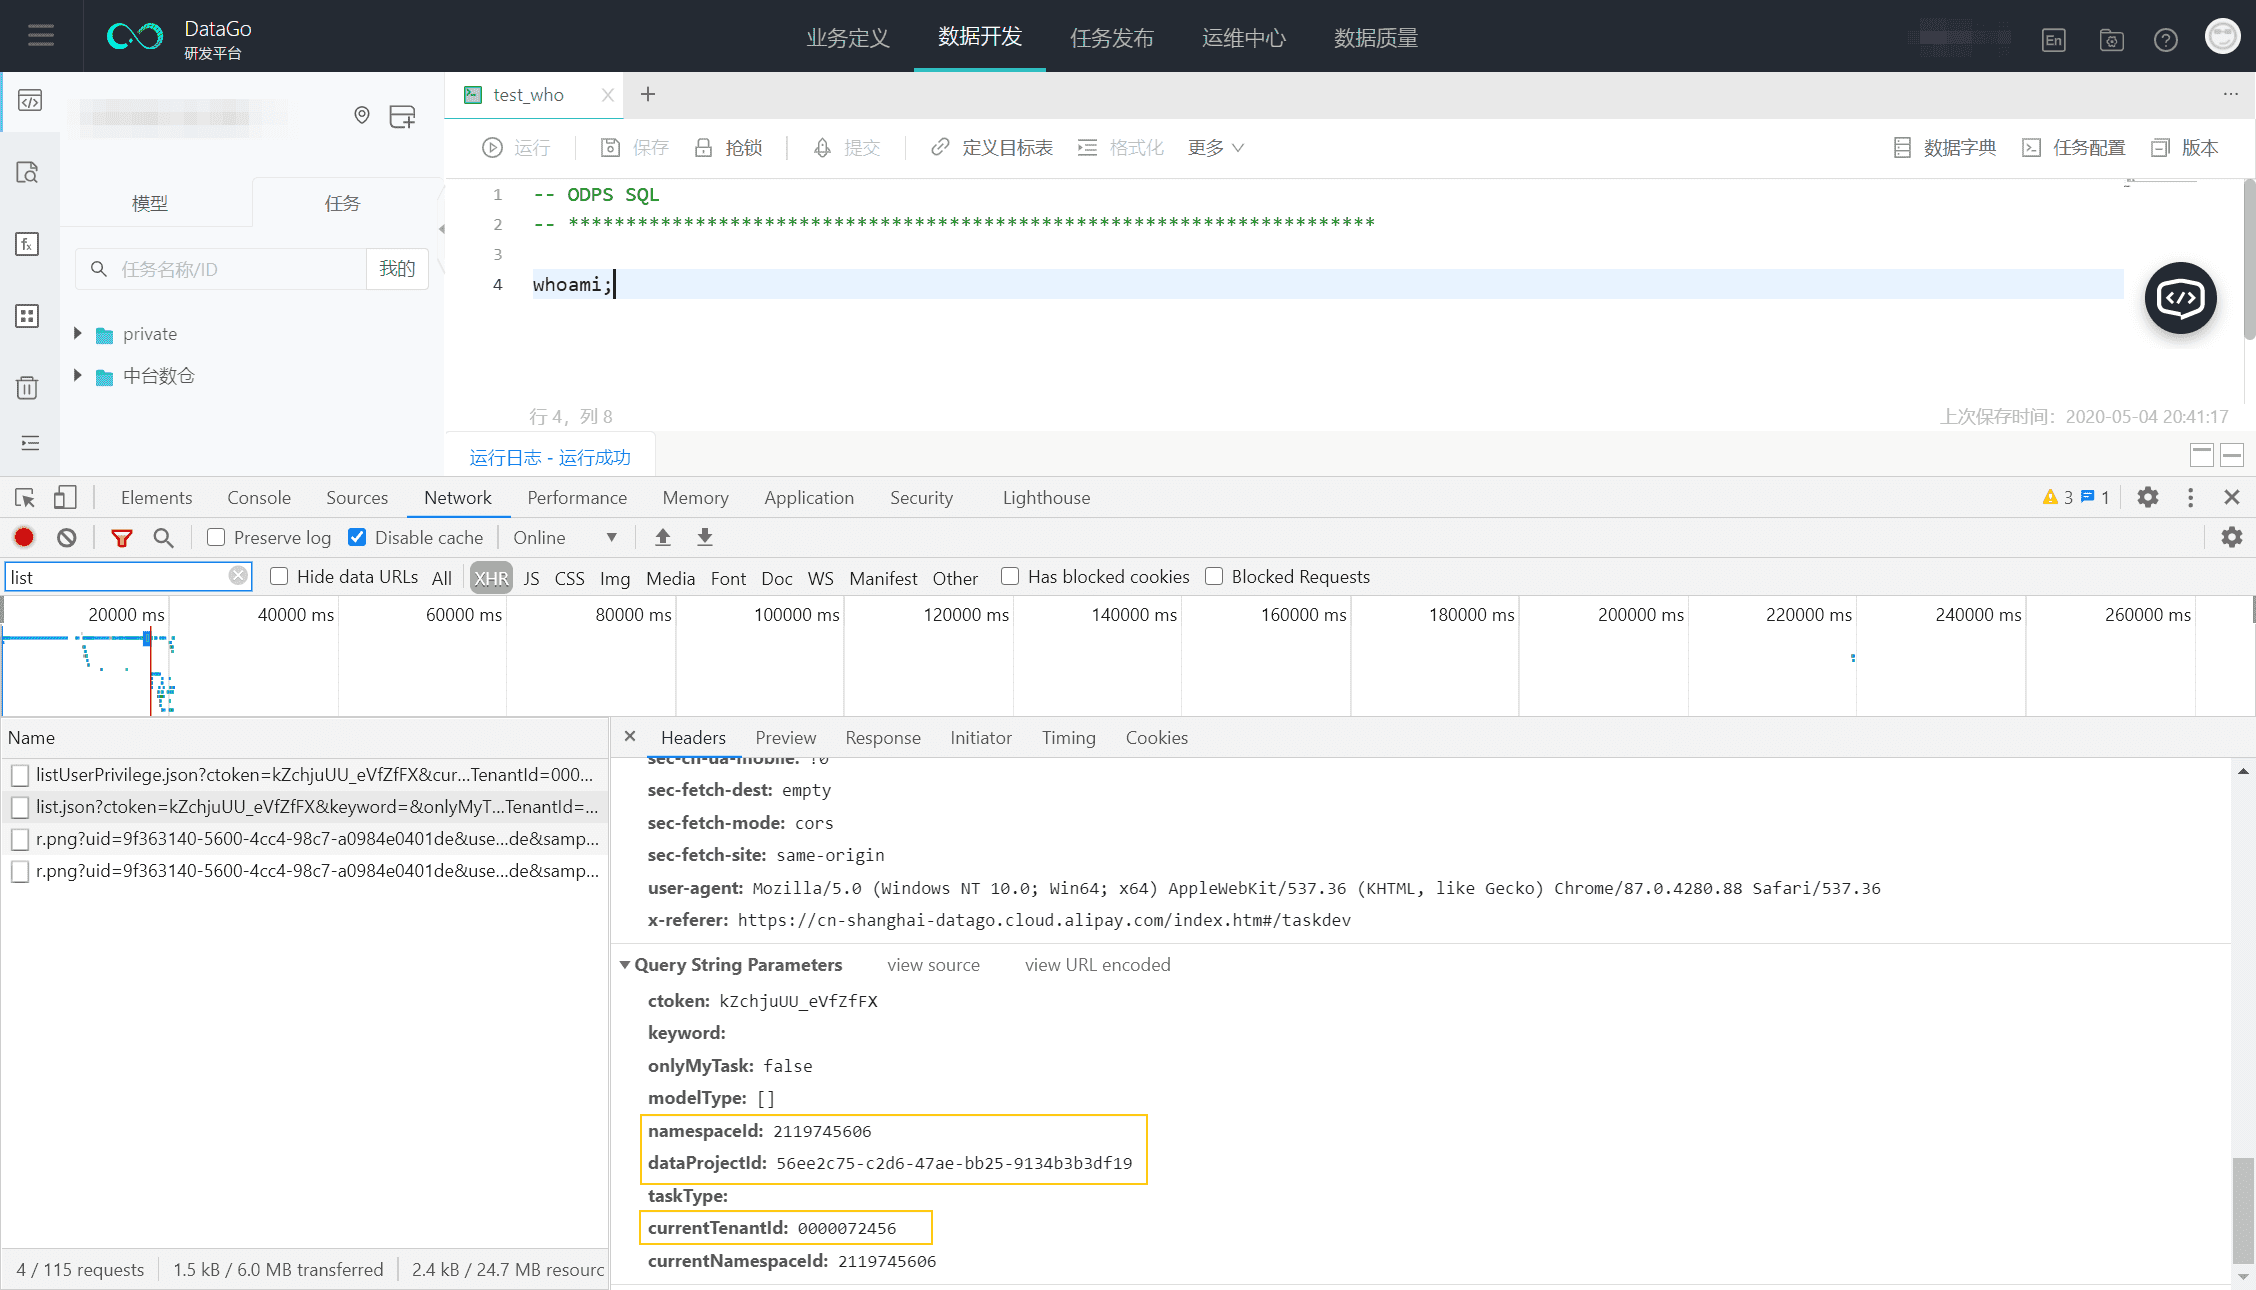 DataGo
研发平台
业务定义
数据开发
任务发布
运维中心
数据质量
En
test_who
运行
保存
抢锁
提交
定义目标表
格式化
更多
数据字典
任务配置
版本
模型
任务
任务名称/ID
我的
private
中台数仓
1 -- ODPS SQL
2 -- **********************************************************************
3
4 whoami;
行 4，列 8
上次保存时间：2020-05-04 20:41:17
运行日志 - 运行成功
Elements Console Sources Network Performance Memory Application Security Lighthouse
3 1
Preserve log Disable cache Online
list Hide data URLs All XHR JS CSS Img Media Font Doc WS Manifest Other Has blocked cookies Blocked Requests
20000 ms 40000 ms 60000 ms 80000 ms 100000 ms 120000 ms 140000 ms 160000 ms 180000 ms 200000 ms 220000 ms 240000 ms 260000 ms
Name
listUserPrivilege.json?ctoken=kZchjuUU_eVfZfFX&cur...TenantId=000...
list.json?ctoken=kZchjuUU_eVfZfFX&keyword=&onlyMyT...TenantId=...
r.png?uid=9f363140-5600-4cc4-98c7-a0984e0401de&use...de&samp...
r.png?uid=9f363140-5600-4cc4-98c7-a0984e0401de&use...de&samp...
4 / 115 requests 1.5 kB / 6.0 MB transferred 2.4 kB / 24.7 MB resourc
Headers Preview Response Initiator Timing Cookies
sec-ch-ua-mobile: ?0
sec-fetch-dest: empty
sec-fetch-mode: cors
sec-fetch-site: same-origin
user-agent: Mozilla/5.0 (Windows NT 10.0; Win64; x64) AppleWebKit/537.36 (KHTML, like Gecko) Chrome/87.0.4280.88 Safari/537.36
x-referer: https://cn-shanghai-datago.cloud.alipay.com/index.htm#/taskdev
Query String Parameters view source view URL encoded
ctoken: kZchjuUU_eVfZfFX
keyword:
onlyMyTask: false
modelType: []
namespaceId: 2119745606
dataProjectId: 56ee2c75-c2d6-47ae-bb25-9134b3b3df19
taskType:
currentTenantId: 0000072456
currentNamespaceId: 2119745606